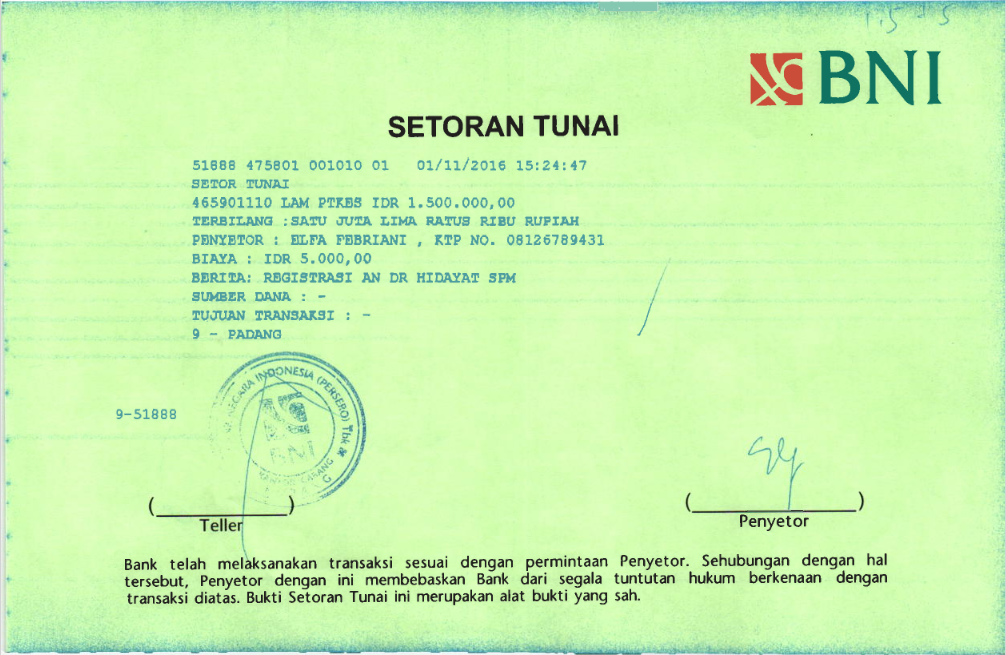 BNI
SETORAN TUNAI
51888 475801 001010 01 01/11/2016 15:24:47
SETOR TUNAI
465901110 LAM PTKES IDR 1.500.000,00
TERBILANG :SATU JUTA LIMA RATUS RIBU RUPIAH
PENYETOR : ELFA FEBRIANI , KTP NO. 08126789431
BIAYA : IDR 5.000,00
BERITA: REGISTRASI AN DR HIDAYAT SPM
SUMBER DANA : -
TUJUAN TRANSAKSI : -
9 - PADANG
NEGARA INDONESIA (PERSERO) Tbk
BNI
CABANG
9-51888
(____________)
Teller
(____________)
Penyetor
Bank telah melaksanakan transaksi sesuai dengan permintaan Penyetor. Sehubungan dengan hal
tersebut, Penyetor dengan ini membebaskan Bank dari segala tuntutan hukum berkenaan dengan
transaksi diatas. Bukti Setoran Tunai ini merupakan alat bukti yang sah.